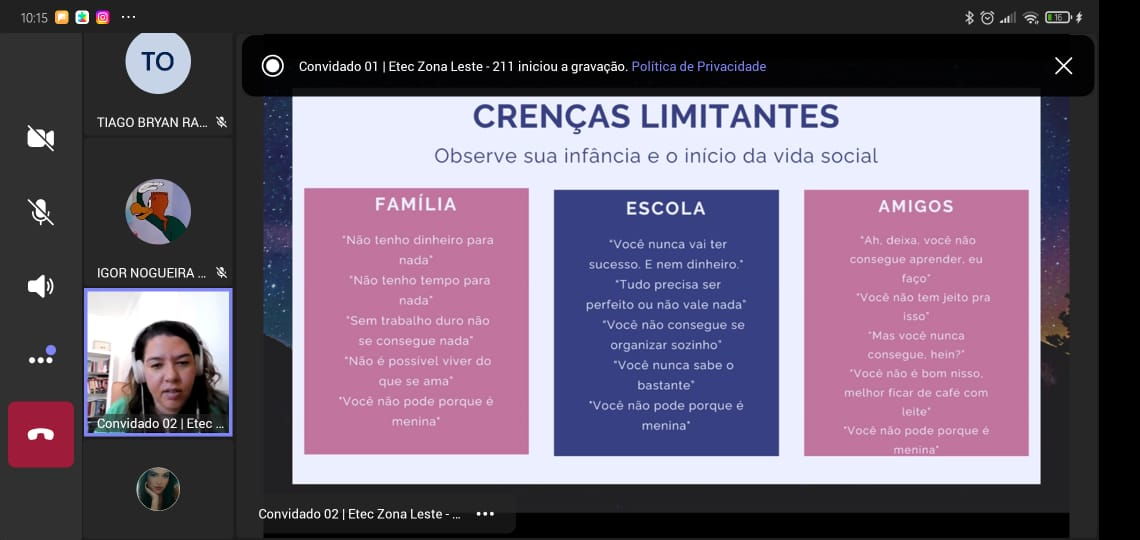 10:15
16
Convidado 01 | Etec Zona Leste - 211 iniciou a gravação. Política de Privacidade
TO
TIAGO BRYAN RA...
IGOR NOGUEIRA ...
Convidado 02 | Etec ...
CRENÇAS LIMITANTES
Observe sua infância e o início da vida social
FAMÍLIA
"Não tenho dinheiro para
nada"
"Não tenho tempo para
nada"
"Sem trabalho duro não
se consegue nada"
"Não é possível viver do
que se ama"
"Você não pode porque é
menina"
ESCOLA
"Você nunca vai ter
sucesso. E nem dinheiro."
"Tudo precisa ser
perfeito ou não vale nada"
"Você não consegue se
organizar sozinho"
"Você nunca sabe o
bastante"
"Você não pode porque é
menina"
AMIGOS
"Ah, deixa, você não
consegue aprender, eu
faço"
"Você não tem jeito pra
isso"
"Mas você nunca
consegue, hein?"
"Você não é bom nisso,
melhor ficar de café com
leite"
"Você não pode porque é
menina"
Convidado 02 | Etec Zona Leste - ...